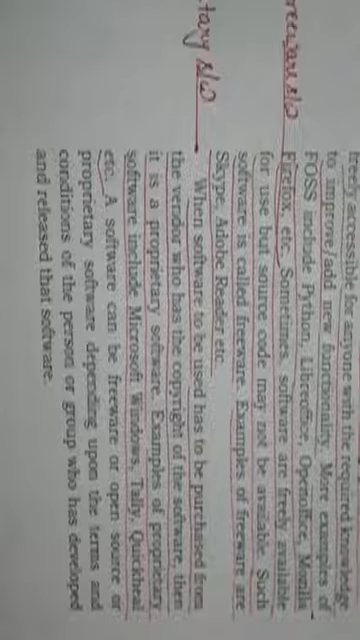 freely accessible for anyone with the required knowledge
to improve/add new functionality. More examples of
FOSS include Python, Libreoffice, Openoffice, Mozilla
Firefox, etc. Sometimes, software are freely available
for use but source code may not be available. Such
software is called freeware. Examples of freeware are
Skype, Adobe Reader etc.
When software to be used has to be purchased from
the vendor who has the copyright of the software, then
it is a proprietary software. Examples of proprietary
software include Microsoft Windows, Tally, Quickheal
etc. A software can be freeware or open source or
proprietary software depending upon the terms and
conditions of the person or group who has developed
and released that software.
reeware s/w
tary s/w